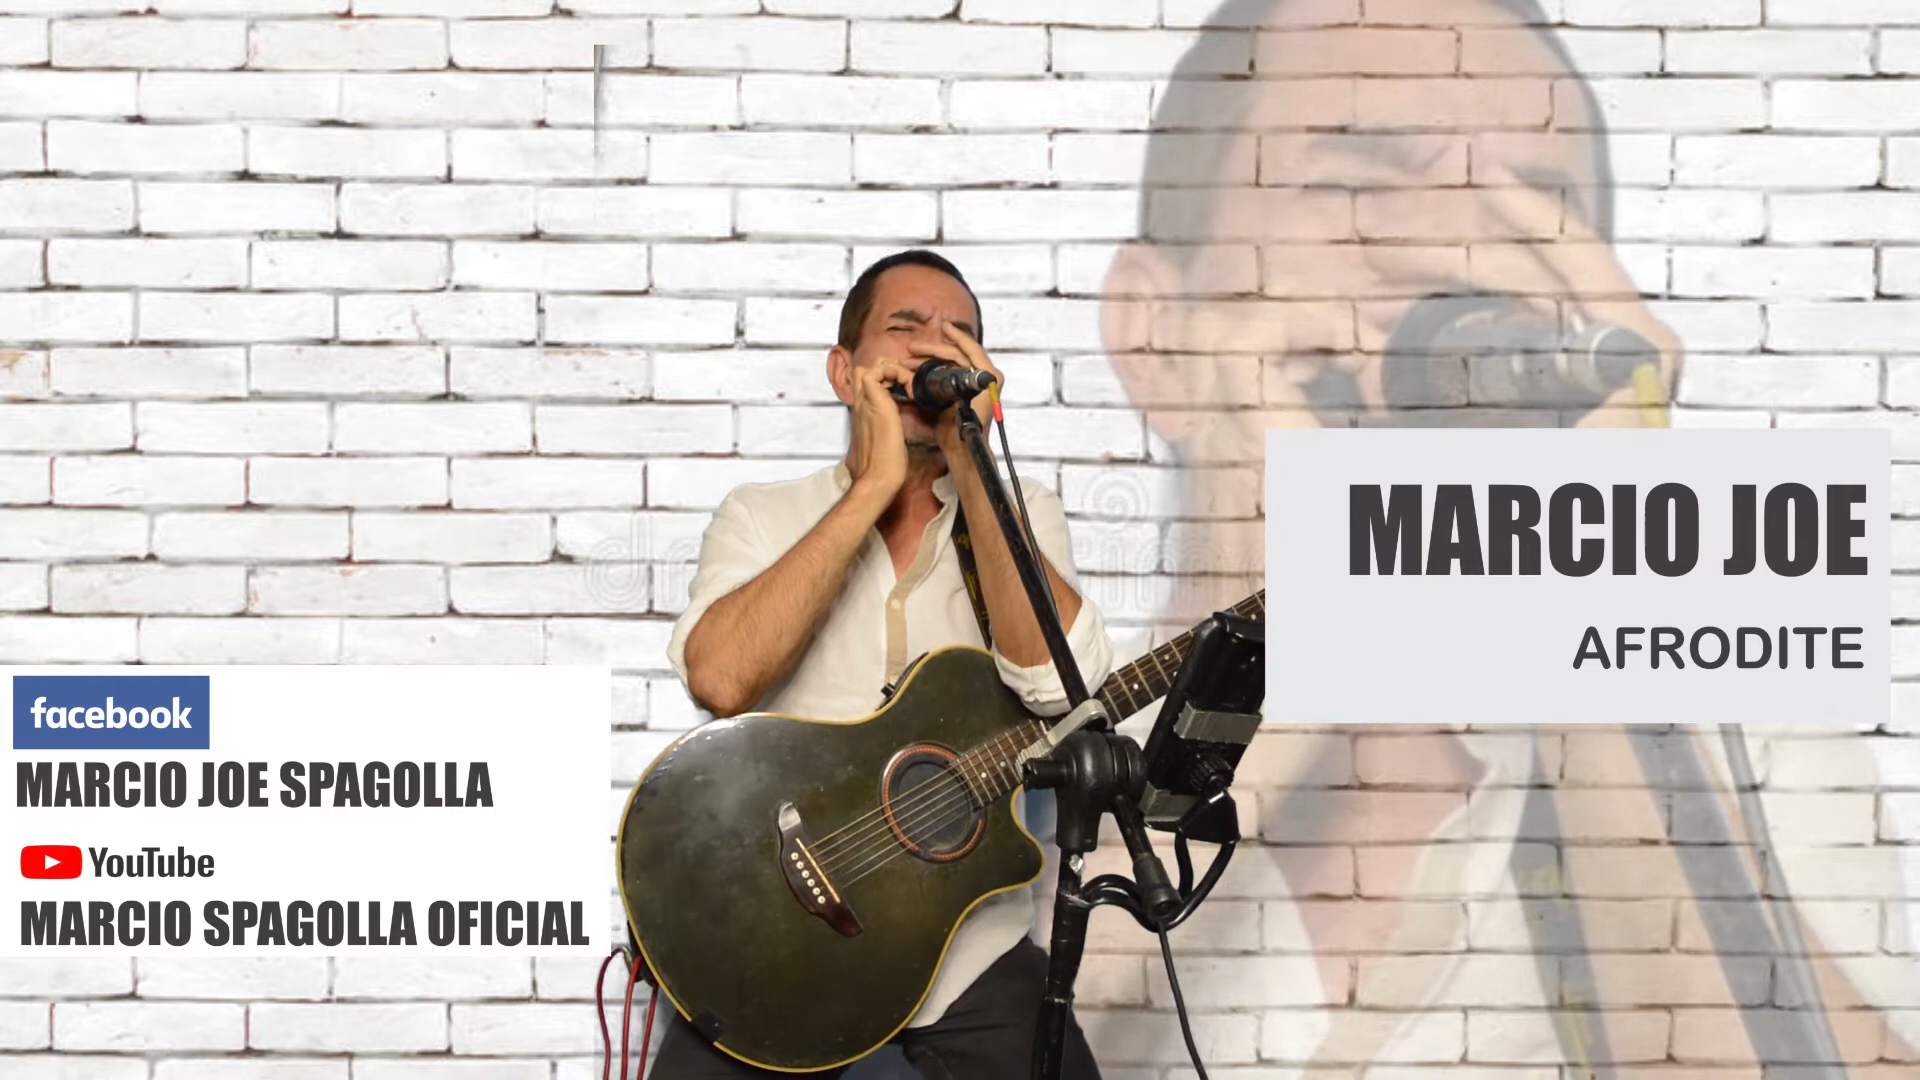 MARCIO JOE
AFRODITE
facebook
MARCIO JOE SPAGOLLA
YouTube
MARCIO SPAGOLLA OFICIAL